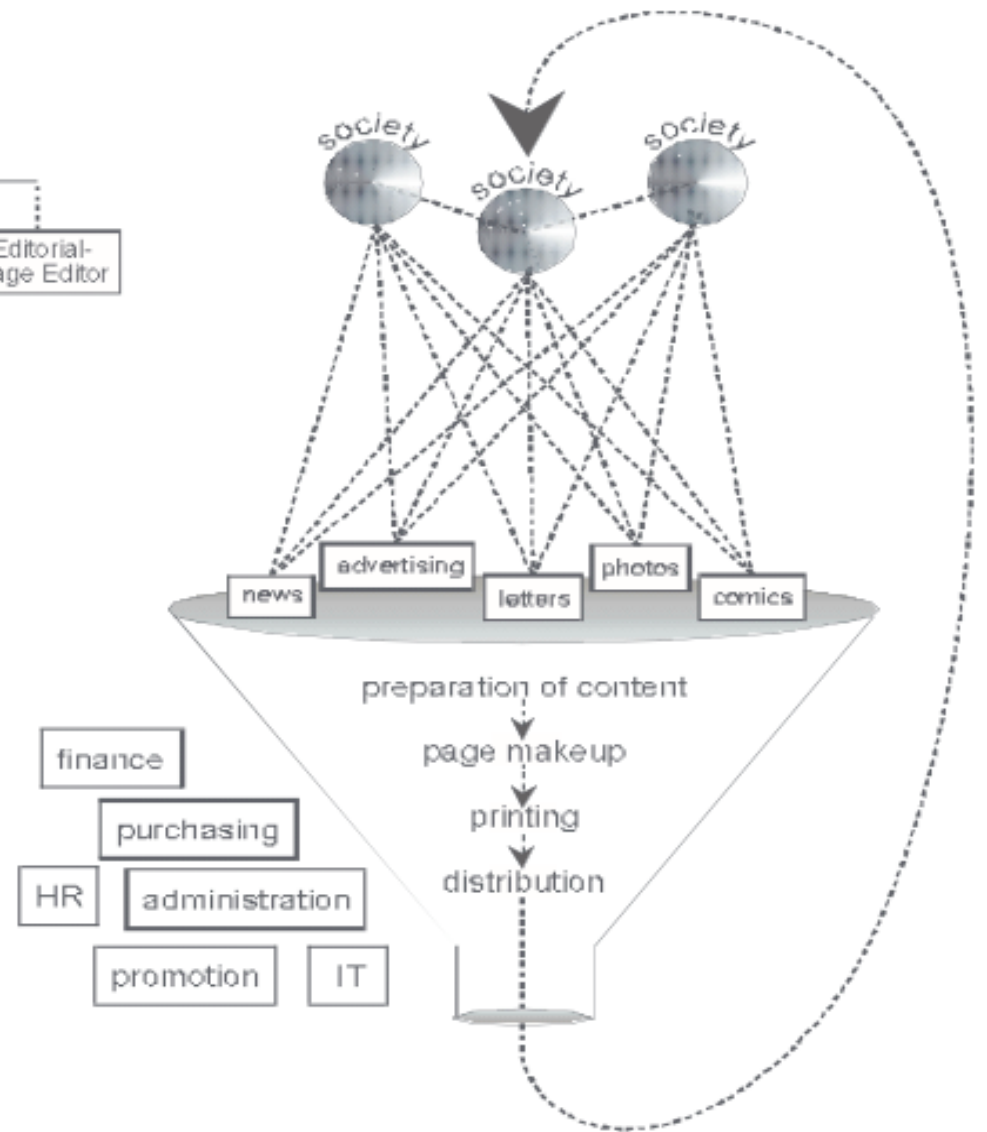 society
society
society
Editorial-
age Editor
advertising
photos
news
letters
comics
preparation of content
page makeup
printing
distribution
finance
purchasing
HR
administration
promotion
IT